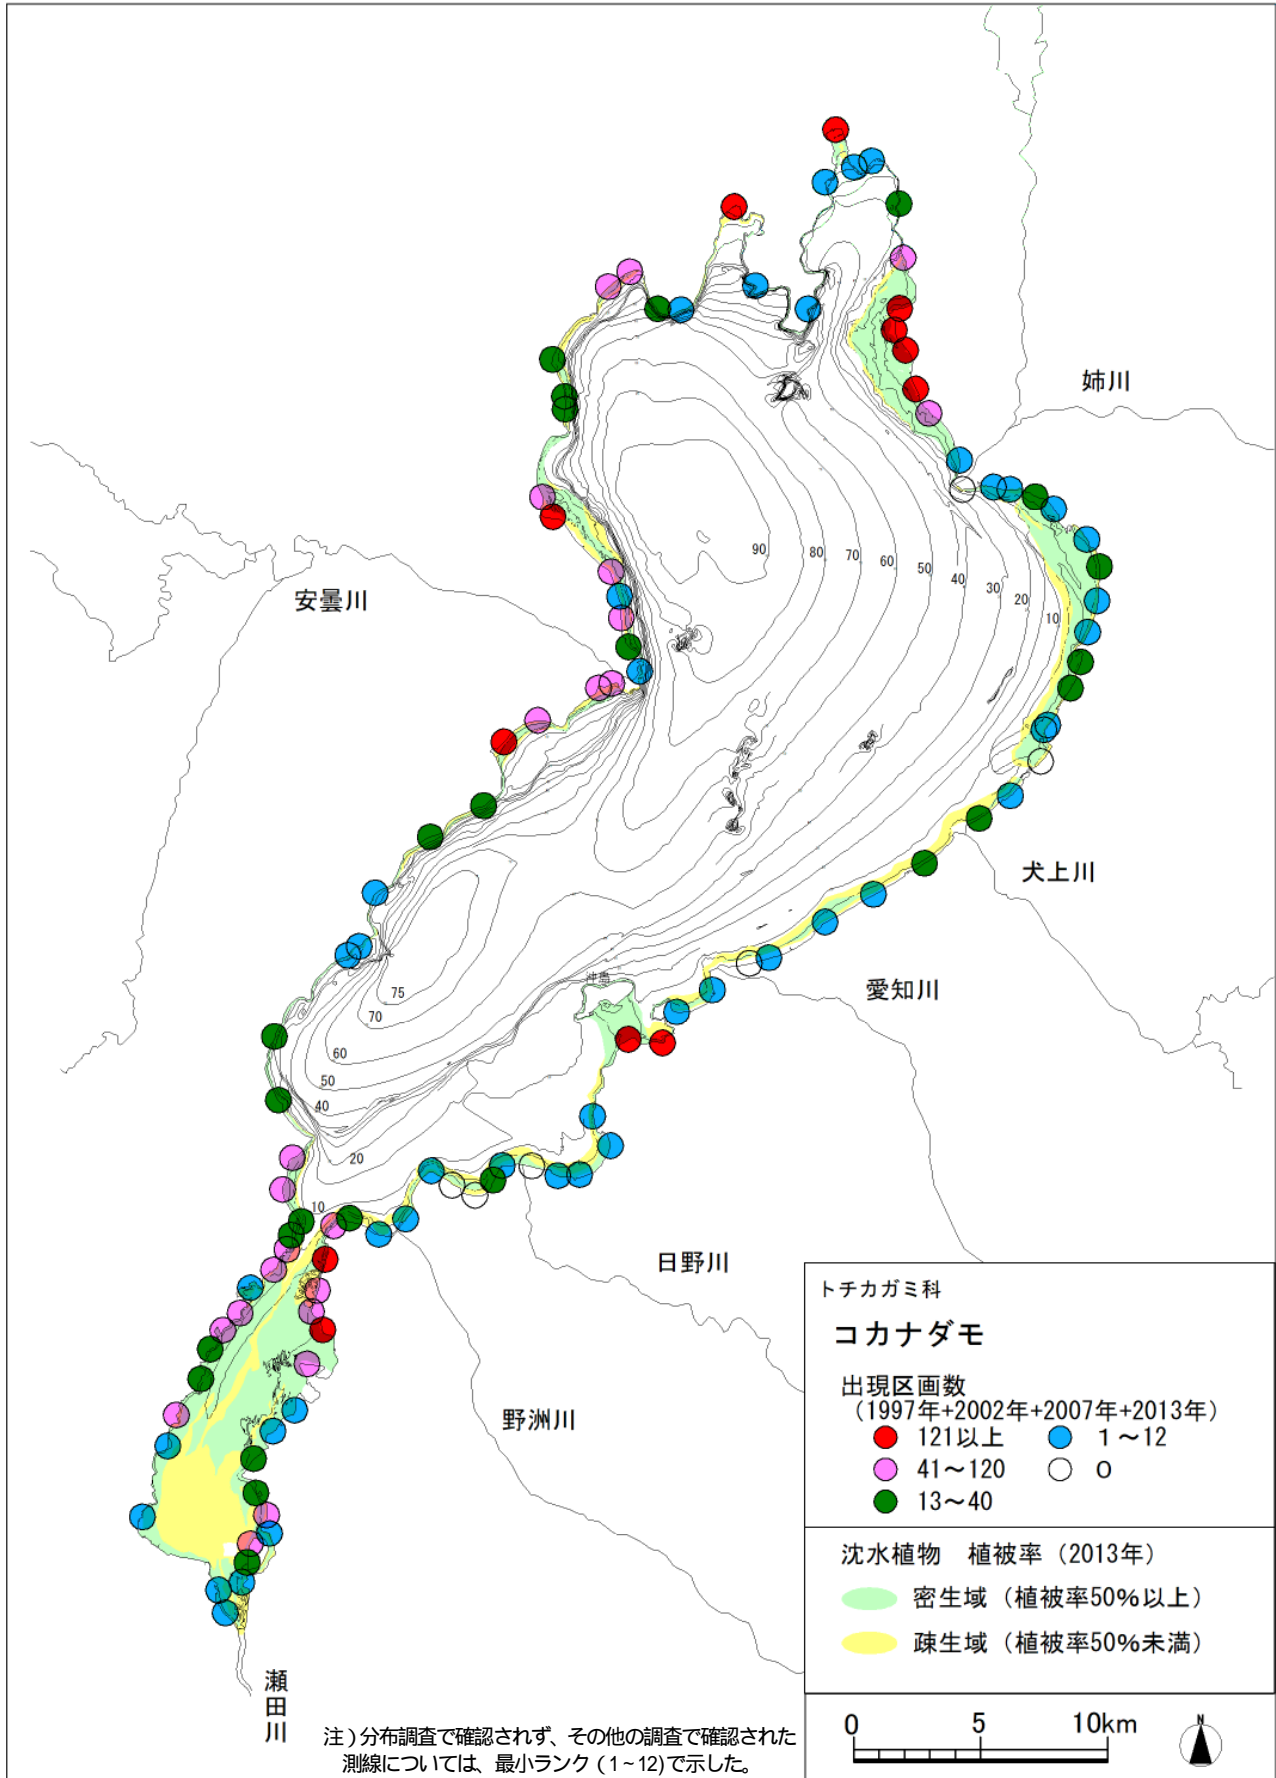 姉川
安曇川
90
80
70
60
50
40
30
20
10
犬上川
愛知川
沖島
75
70
60
50
40
20
10
日野川
野洲川
瀬田川
トチカガミ科
コカナダモ
出現区画数
（1997年+2002年+2007年+2013年）
121以上
1～12
41～120
0
13～40
沈水植物　植被率（2013年）
密生域（植被率50%以上）
疎生域（植被率50%未満）
0 5 10km
N
注）分布調査で確認されず、その他の調査で確認された
測線については、最小ランク（1~12)で示した。